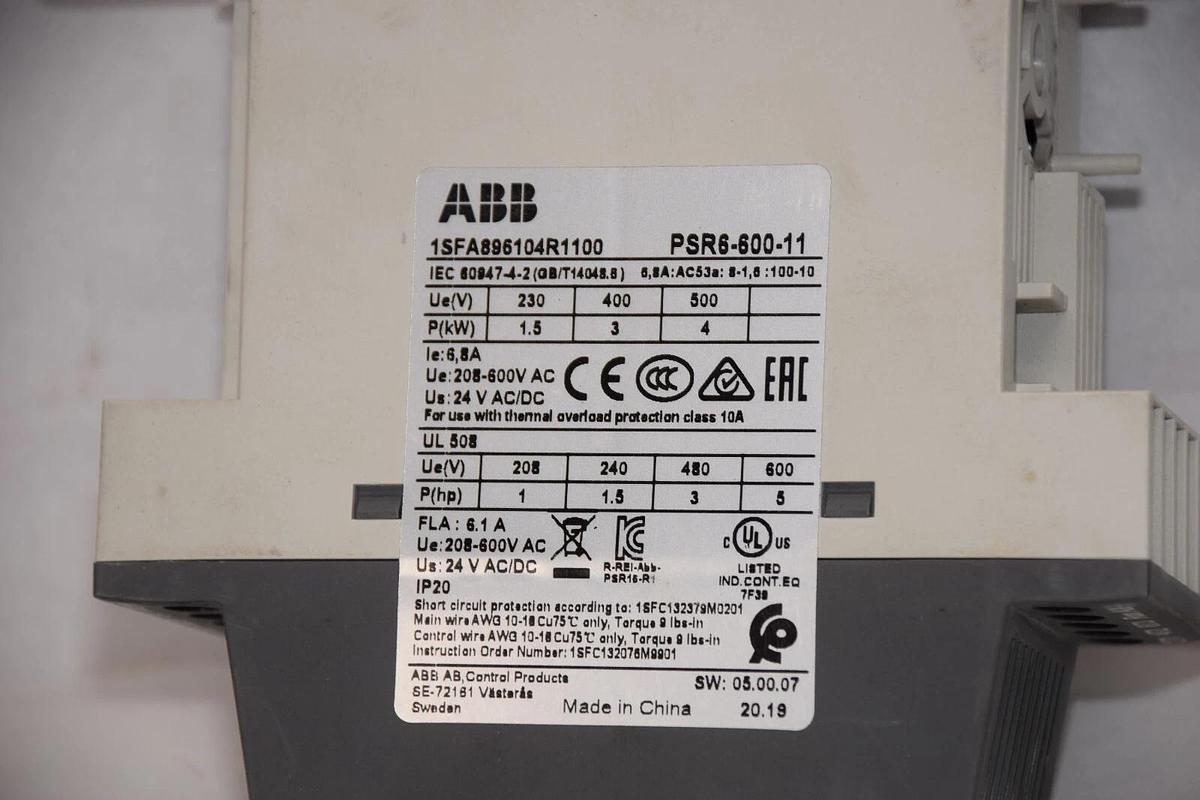 ABB
1SFA896104R1100 PSR6-600-11
IEC 60947-4-2(GB/T14048.6) 6,8A:AC53a: 8-1,6 :100-10
Ue(V) 230 400 500
P(kW) 1.5 3 4
Ie:6,8A
Ue:208-600V AC
Us:24 V AC/DC
CE CCC EAC
For use with thermal overload protection class 10A
UL 508
Ue(V) 208 240 480 600
P(hp) 1 1.5 3 5
FLA : 6.1 A
Ue:208-600V AC
Us:24 V AC/DC
IP20
R-REI-Abb-
PSR16-R1
C UL US
LISTED
IND.CONT.EQ
7F39
Short circuit protection according to: 1SFC132379M0201
Main wire AWG 10-18 Cu75℃ only, Torque 9 lbs-in
Control wire AWG 10-18 Cu75℃ only, Torque 9 lbs-in
Instruction Order Number: 1SFC132076M9901
ABB AB,Control Products
SE-72161 Västerås
Sweden
Made in China
SW: 05.00.07
20.19